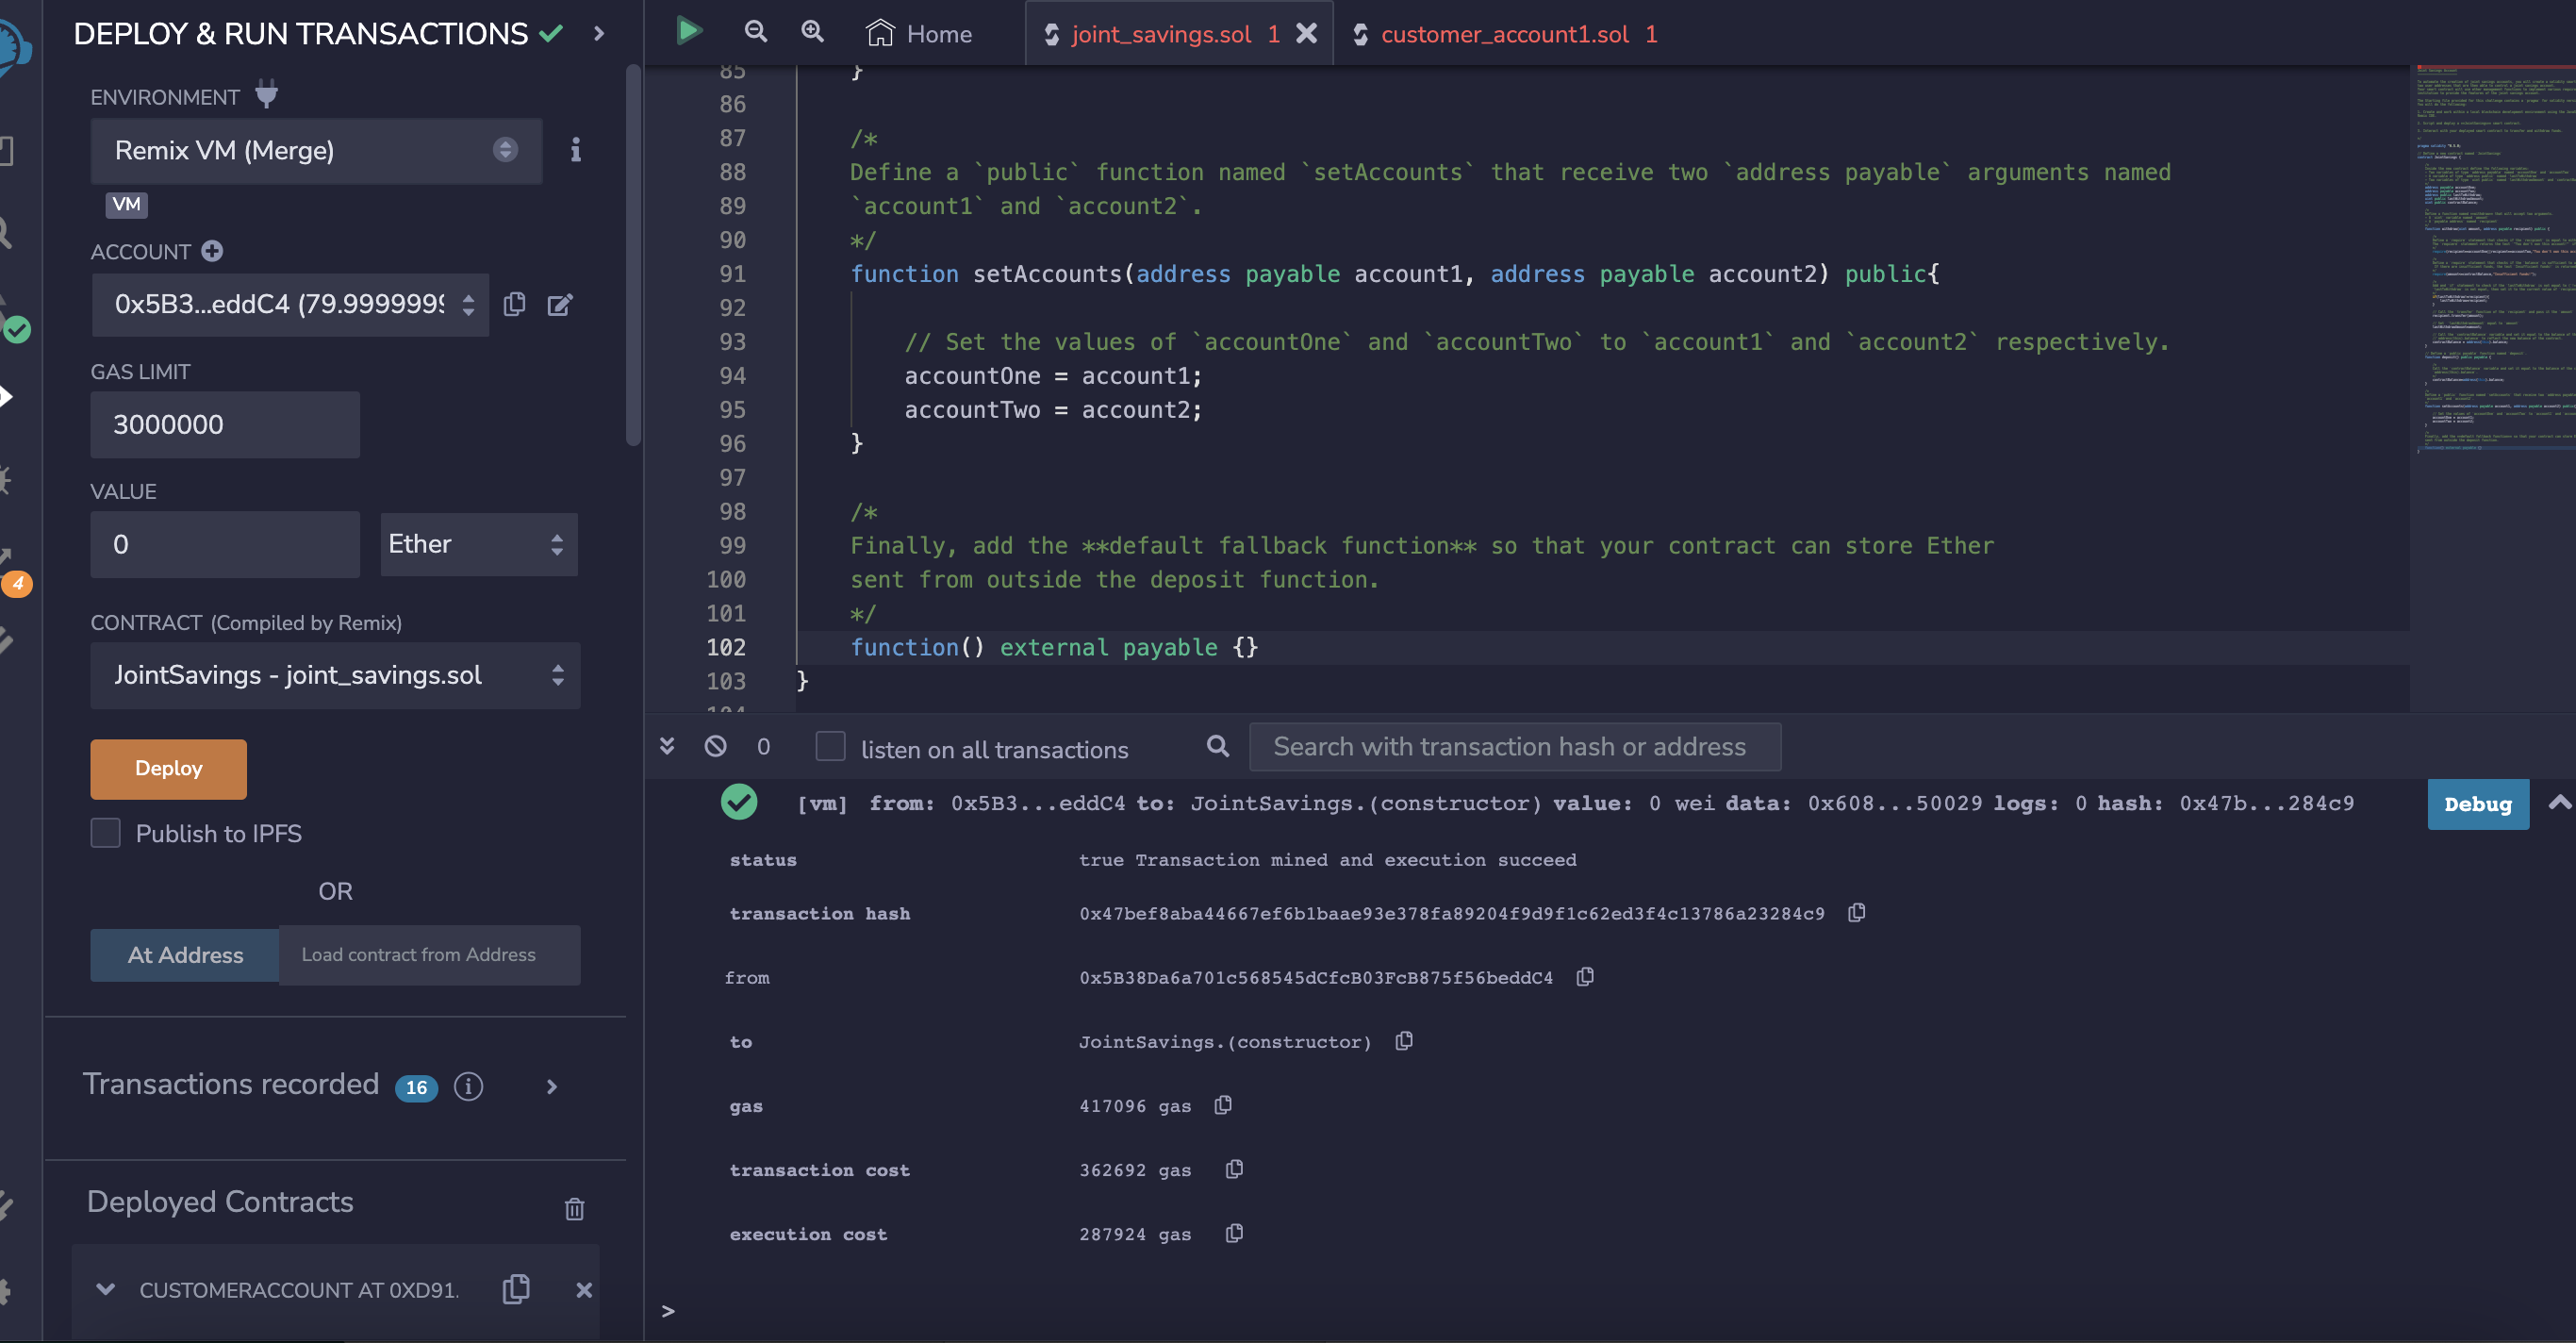 DEPLOY & RUN TRANSACTIONS
ENVIRONMENT
Remix VM (Merge)
VM
ACCOUNT
0x5B3...eddC4 (79.9999999
GAS LIMIT
3000000
VALUE
0
Ether
CONTRACT (Compiled by Remix)
JointSavings - joint_savings.sol
Deploy
Publish to IPFS
OR
At Address
Load contract from Address
Transactions recorded 16
Deployed Contracts
CUSTOMERACCOUNT AT 0XD91.
4
Home
joint_savings.sol 1
customer_account1.sol 1
85 }
86
87 /*
88 Define a `public` function named `setAccounts` that receive two `address payable` arguments named
89 `account1` and `account2`.
90 */
91 function setAccounts(address payable account1, address payable account2) public{
92
93 // Set the values of `accountOne` and `accountTwo` to `account1` and `account2` respectively.
94 accountOne = account1;
95 accountTwo = account2;
96 }
97
98 /*
99 Finally, add the **default fallback function** so that your contract can store Ether
100 sent from outside the deposit function.
101 */
102 function() external payable {}
103 }
104
0
listen on all transactions
Search with transaction hash or address
[vm] from: 0x5B3...eddC4 to: JointSavings.(constructor) value: 0 wei data: 0x608...50029 logs: 0 hash: 0x47b...284c9
Debug
status true Transaction mined and execution succeed
transaction hash 0x47bef8aba44667ef6b1baae93e378fa89204f9d9f1c62ed3f4c13786a23284c9
from 0x5B38Da6a701c568545dCfcB03FcB875f56beddC4
to JointSavings.(constructor)
gas 417096 gas
transaction cost 362692 gas
execution cost 287924 gas
>